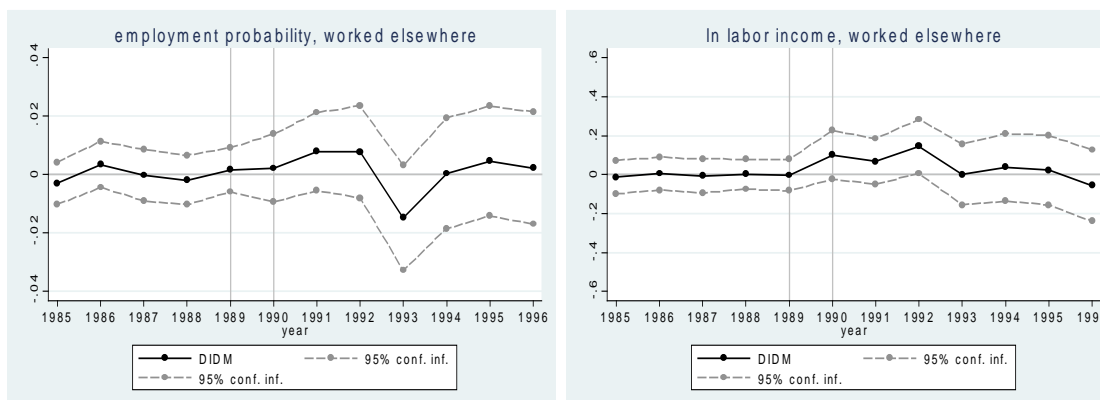 employment probability, worked elsewhere
.04
.02
0
-.02
-.04
1985 1986 1987 1988 1989 1990 1991 1992 1993 1994 1995 1996
year
DIDM
95% conf. inf.
95% conf. inf.
ln labor income, worked elsewhere
.6
.4
.2
0
-.2
-.4
-.6
1985 1986 1987 1988 1989 1990 1991 1992 1993 1994 1995 199
year
DIDM
95% conf. inf.
95% conf. inf.